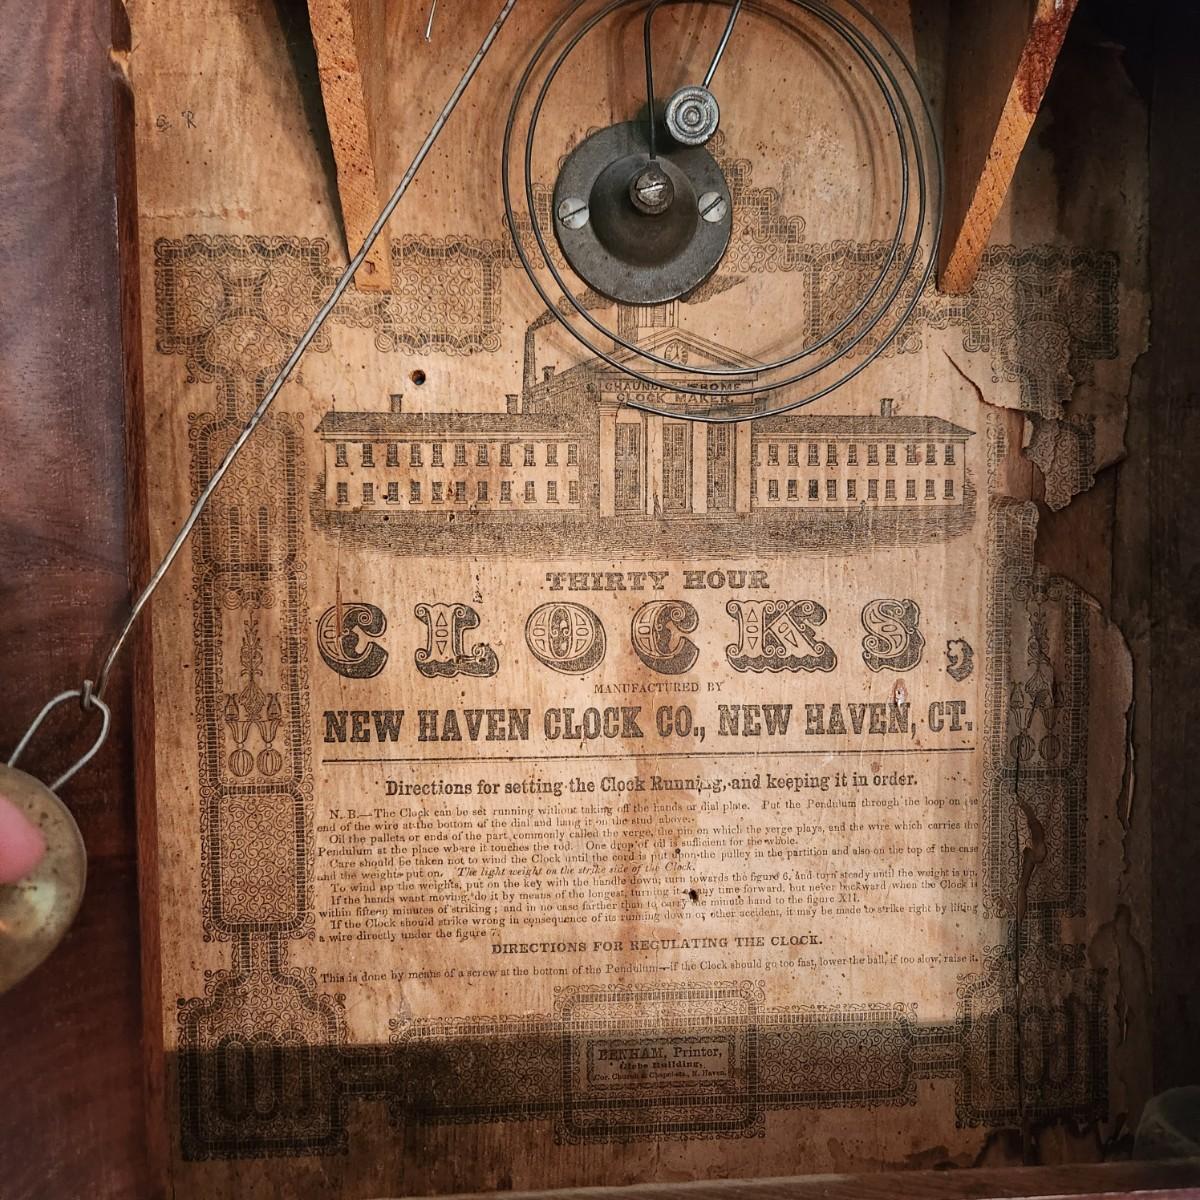 S. R
CHAUNCEY JEROME
CLOCK MAKER.
THIRTY HOUR
CLOCKS,
MANUFACTURED BY
NEW HAVEN CLOCK CO., NEW HAVEN, CT.
Directions for setting the Clock Running, and keeping it in order.
N. B.—The Clock can be set running without taking off the hands or dial plate. Put the Pendulum through the loop on the
end of the wire at the bottom of the dial and hang it on the stud above.
Oil the pallets or ends of the part commonly called the verge, the pin on which the verge plays, and the wire which carries the
Pendulum at the place where it touches the rod. One drop of oil is sufficient for the whole.
Care should be taken not to wind the Clock until the cord is put upon the pulley in the partition and also on the top of the case
and the weights put on. The light weight on the strike side of the Clock.
To wind up the weights, put on the key with the handle down; turn towards the figure 6, and turn steady until the weight is up.
If the hands want moving, do it by means of the longest, turning it any time forward, but never backward when the Clock is
within fifteen minutes of striking; and in no case farther than to carry the minute hand to the figure XII.
If the Clock should strike wrong in consequence of its running down or other accident, it may be made to strike right by lifting
a wire directly under the figure 7.
DIRECTIONS FOR REGULATING THE CLOCK.
This is done by means of a screw at the bottom of the Pendulum—if the Clock should go too fast, lower the ball, if too slow, raise it.
BENHAM, Printer,
Glebe Building,
Cor. Church & Chapel sts., N. Haven.